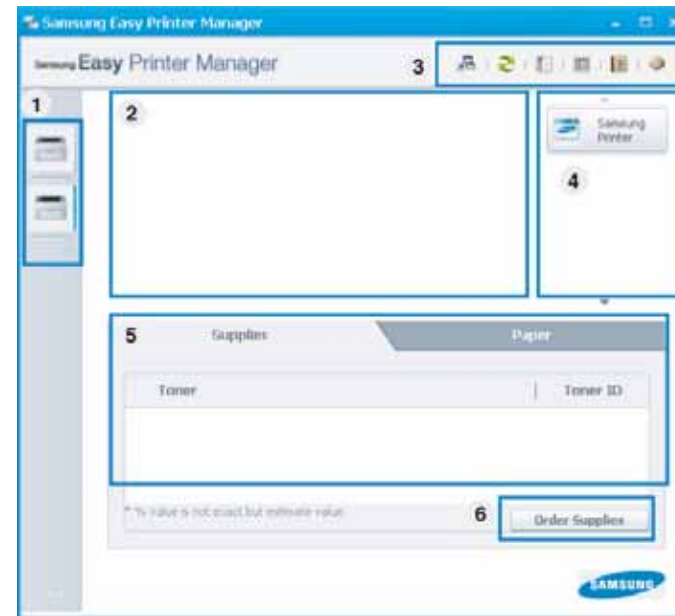 Samsung Easy Printer Manager
Samsung Easy Printer Manager
3
1
2
Samsung Printer
4
5
Supplies
Paper
Toner
Toner ID
* % value is not exact but estimate value.
6
Order Supplies
SAMSUNG